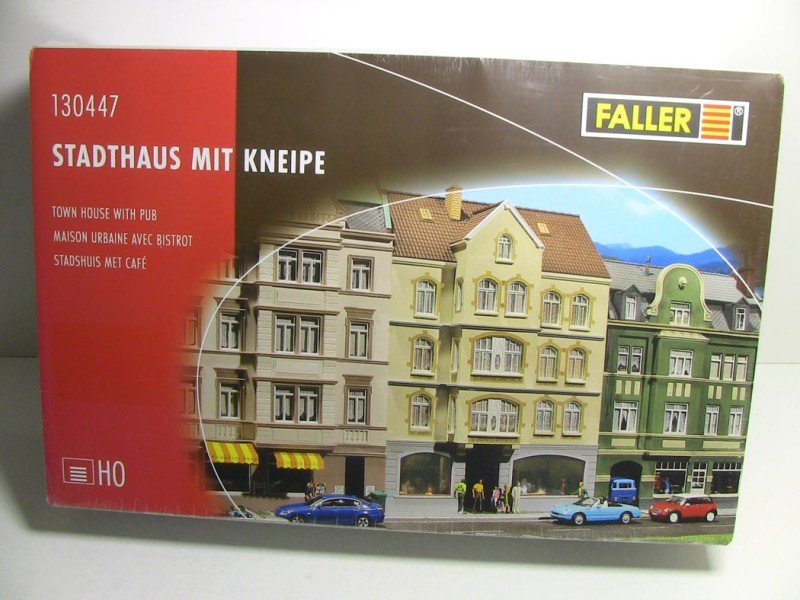 130447
STADTHAUS MIT KNEIPE
TOWN HOUSE WITH PUB
MAISON URBAINE AVEC BISTROT
STADSHUIS MET CAFÉ
FALLER
®
H0